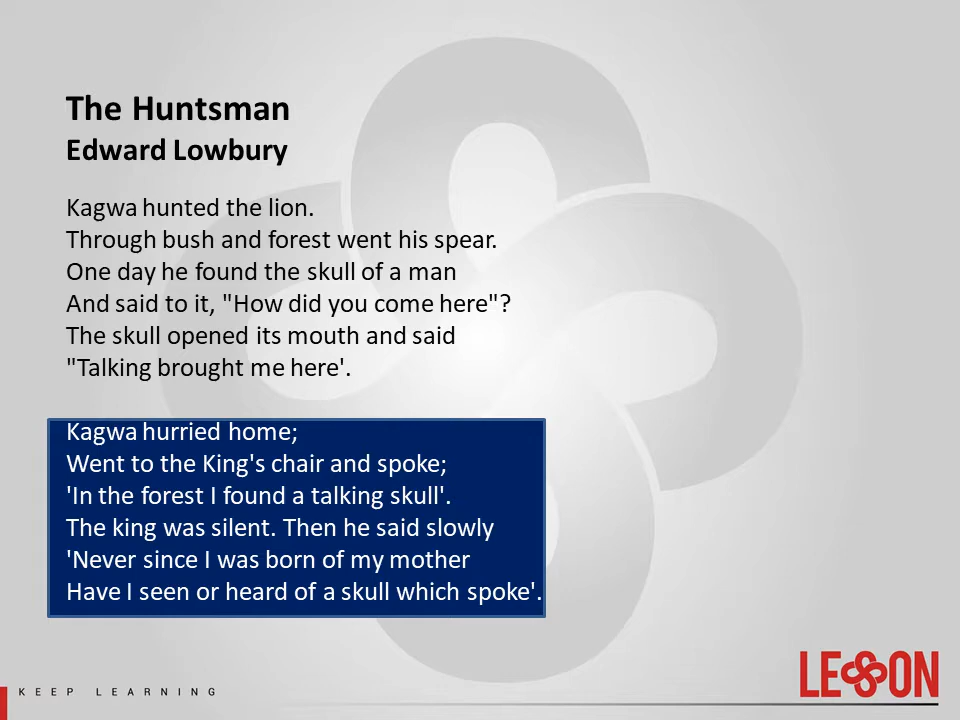 The Huntsman
Edward Lowbury
Kagwa hunted the lion.
Through bush and forest went his spear.
One day he found the skull of a man
And said to it, "How did you come here"?
The skull opened its mouth and said
"Talking brought me here'.
Kagwa hurried home;
Went to the King's chair and spoke;
'In the forest I found a talking skull'.
The king was silent. Then he said slowly
'Never since I was born of my mother
Have I seen or heard of a skull which spoke'.
KEEP LEARNING
LESSON